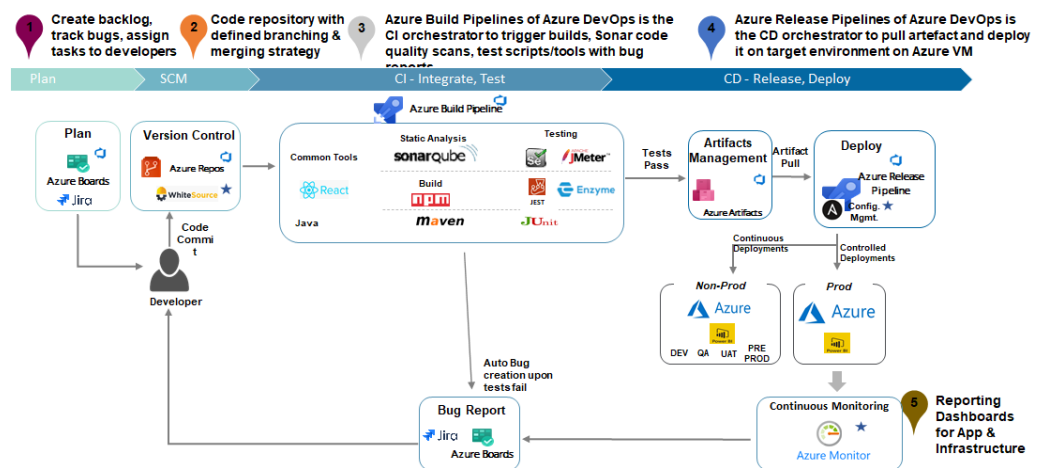 1
Create backlog,
track bugs, assign
tasks to developers
2
Code repository with
defined branching &
merging strategy
3
Azure Build Pipelines of Azure DevOps is the
CI orchestrator to trigger builds, Sonar code
quality scans, test scripts/tools with bug
reports
4
Azure Release Pipelines of Azure DevOps is
the CD orchestrator to pull artefact and deploy
it on target environment on Azure VM
Plan
SCM
CI - Integrate, Test
CD - Release, Deploy
Azure Build Pipeline
Plan
Azure Boards
Jira
Version Control
Azure Repos
WhiteSource
Common Tools
Static Analysis
sonarqube
Testing
Se
APACHE
JMeter
React
Build
npm
JEST
Enzyme
Java
maven
JUnit
Tests
Pass
Artifacts
Management
Azure Artifacts
Artifact
Pull
Deploy
Azure Release
Pipeline
A
Config.
Mgmt.
Code
Commi
t
Developer
Continuous
Deployments
Controlled
Deployments
Non-Prod
Azure
Power BI
DEV QA UAT PRE
PROD
Prod
Azure
Power BI
Auto Bug
creation upon
tests fail
Bug Report
Jira
Azure Boards
Continuous Monitoring
Azure Monitor
5
Reporting
Dashboards
for App &
Infrastructure